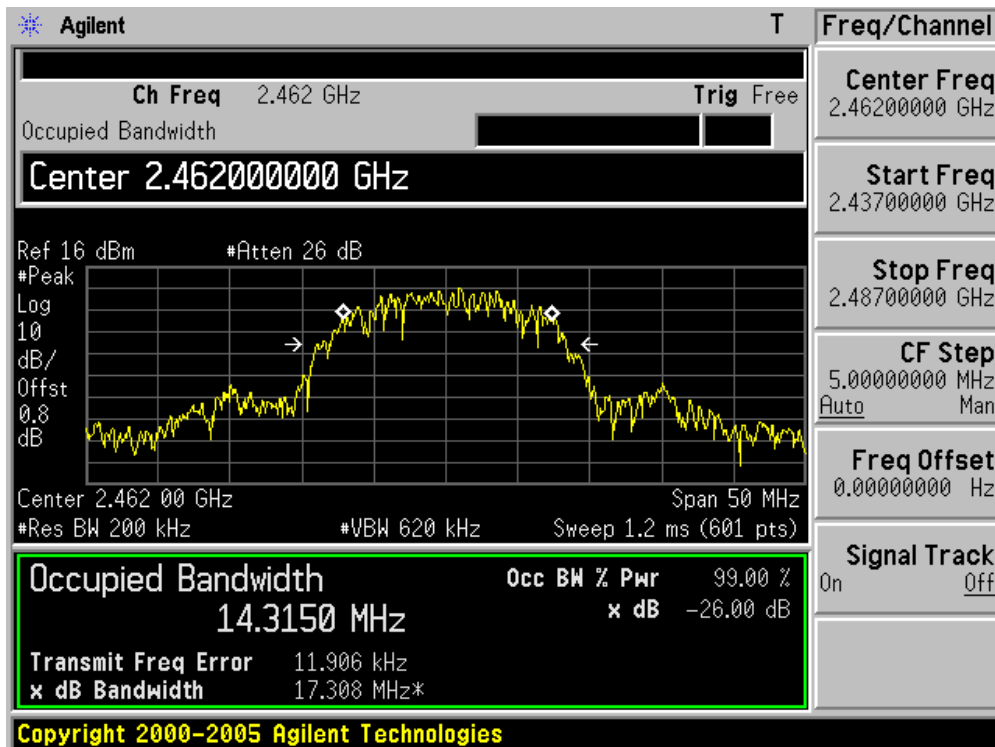 Agilent T Freq/Channel
Ch Freq 2.462 GHz Trig Free
Occupied Bandwidth
Center 2.462000000 GHz
Ref 16 dBm #Atten 26 dB
#Peak
Log
10
dB/
Offst
0.8
dB
Center 2.462 00 GHz Span 50 MHz
#Res BW 200 kHz #VBW 620 kHz Sweep 1.2 ms (601 pts)
Occupied Bandwidth Occ BW % Pwr 99.00 %
14.3150 MHz x dB -26.00 dB
Transmit Freq Error 11.906 kHz
x dB Bandwidth 17.308 MHz*
Copyright 2000-2005 Agilent Technologies
Center Freq
2.46200000 GHz
Start Freq
2.43700000 GHz
Stop Freq
2.48700000 GHz
CF Step
5.00000000 MHz
Auto Man
Freq Offset
0.00000000 Hz
Signal Track
On Off